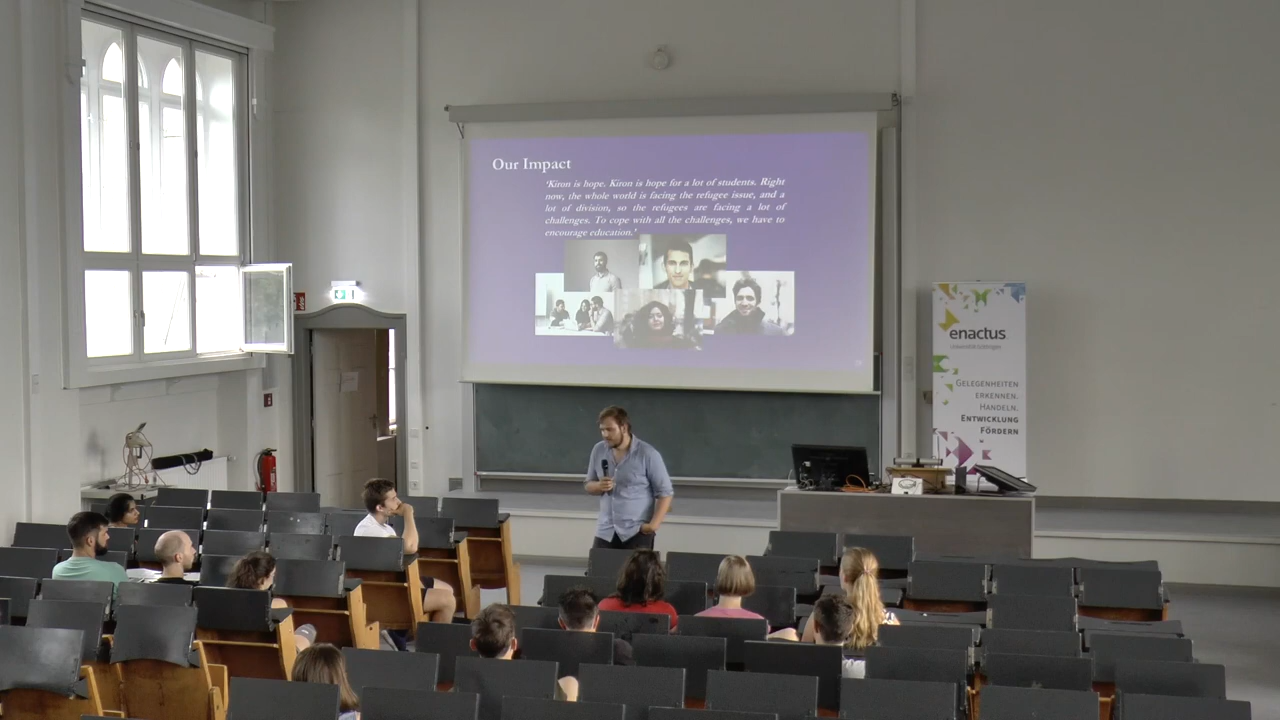 Our Impact
'Kiron is hope. Kiron is hope for a lot of students. Right
now, the whole world is facing the refugee issue, and a
lot of division, so the refugees are facing a lot of
challenges. To cope with all the challenges, we have to
encourage education.'
enactus
Gelegenheiten
erkennen.
Handeln.
Entwicklung
Fördern